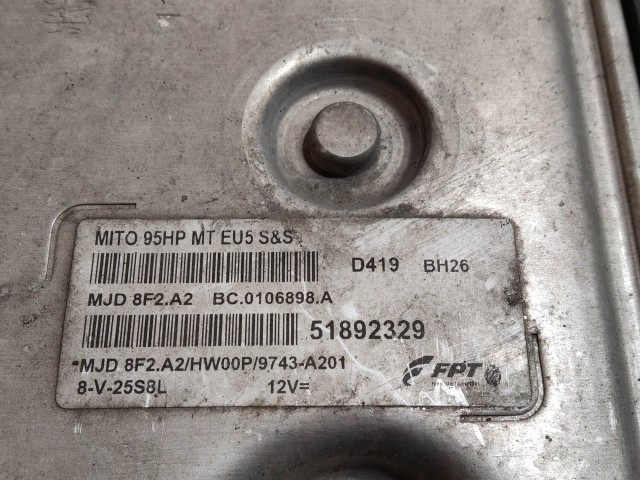 MITO 95HP MT EU5 S&S
D419 BH26
MJD 8F2.A2 BC.0106898.A
51892329
*MJD 8F2.A2/HW00P/9743-A201
8-V-25S8L 12V=
FPT